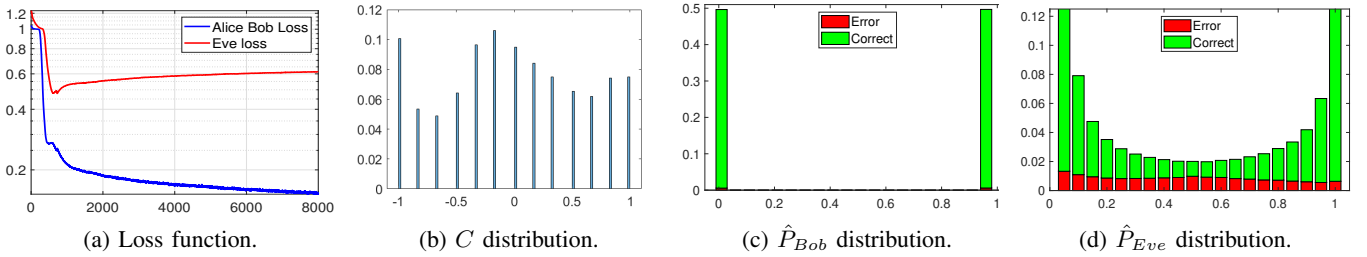 1.2
1
0.6
0.4
0.2
0 2000 4000 6000 8000
Alice Bob Loss
Eve loss
(a) Loss function.
0.12
0.1
0.08
0.06
0.04
0.02
0
-1 -0.5 0 0.5 1
(b) C distribution.
0.5
0.4
0.3
0.2
0.1
0
0 0.2 0.4 0.6 0.8 1
Error
Correct
(c) P̂_Bob distribution.
0.12
0.1
0.08
0.06
0.04
0.02
0
0 0.2 0.4 0.6 0.8 1
Error
Correct
(d) P̂_Eve distribution.